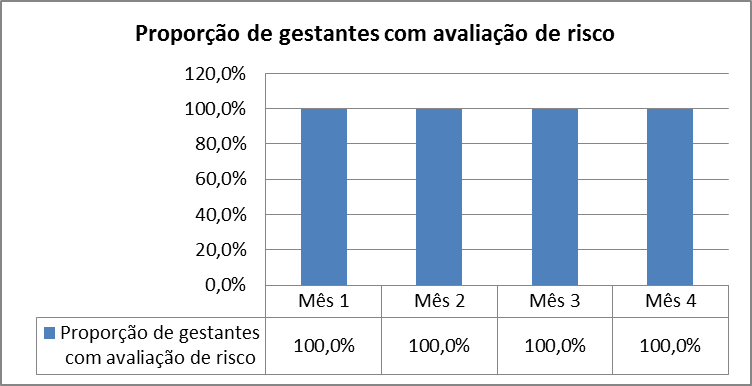 Proporção de gestantes com avaliação de risco
120,0%
100,0%
80,0%
60,0%
40,0%
20,0%
0,0%
Mês 1 Mês 2 Mês 3 Mês 4
Proporção de gestantes
com avaliação de risco
100,0% 100,0% 100,0% 100,0%